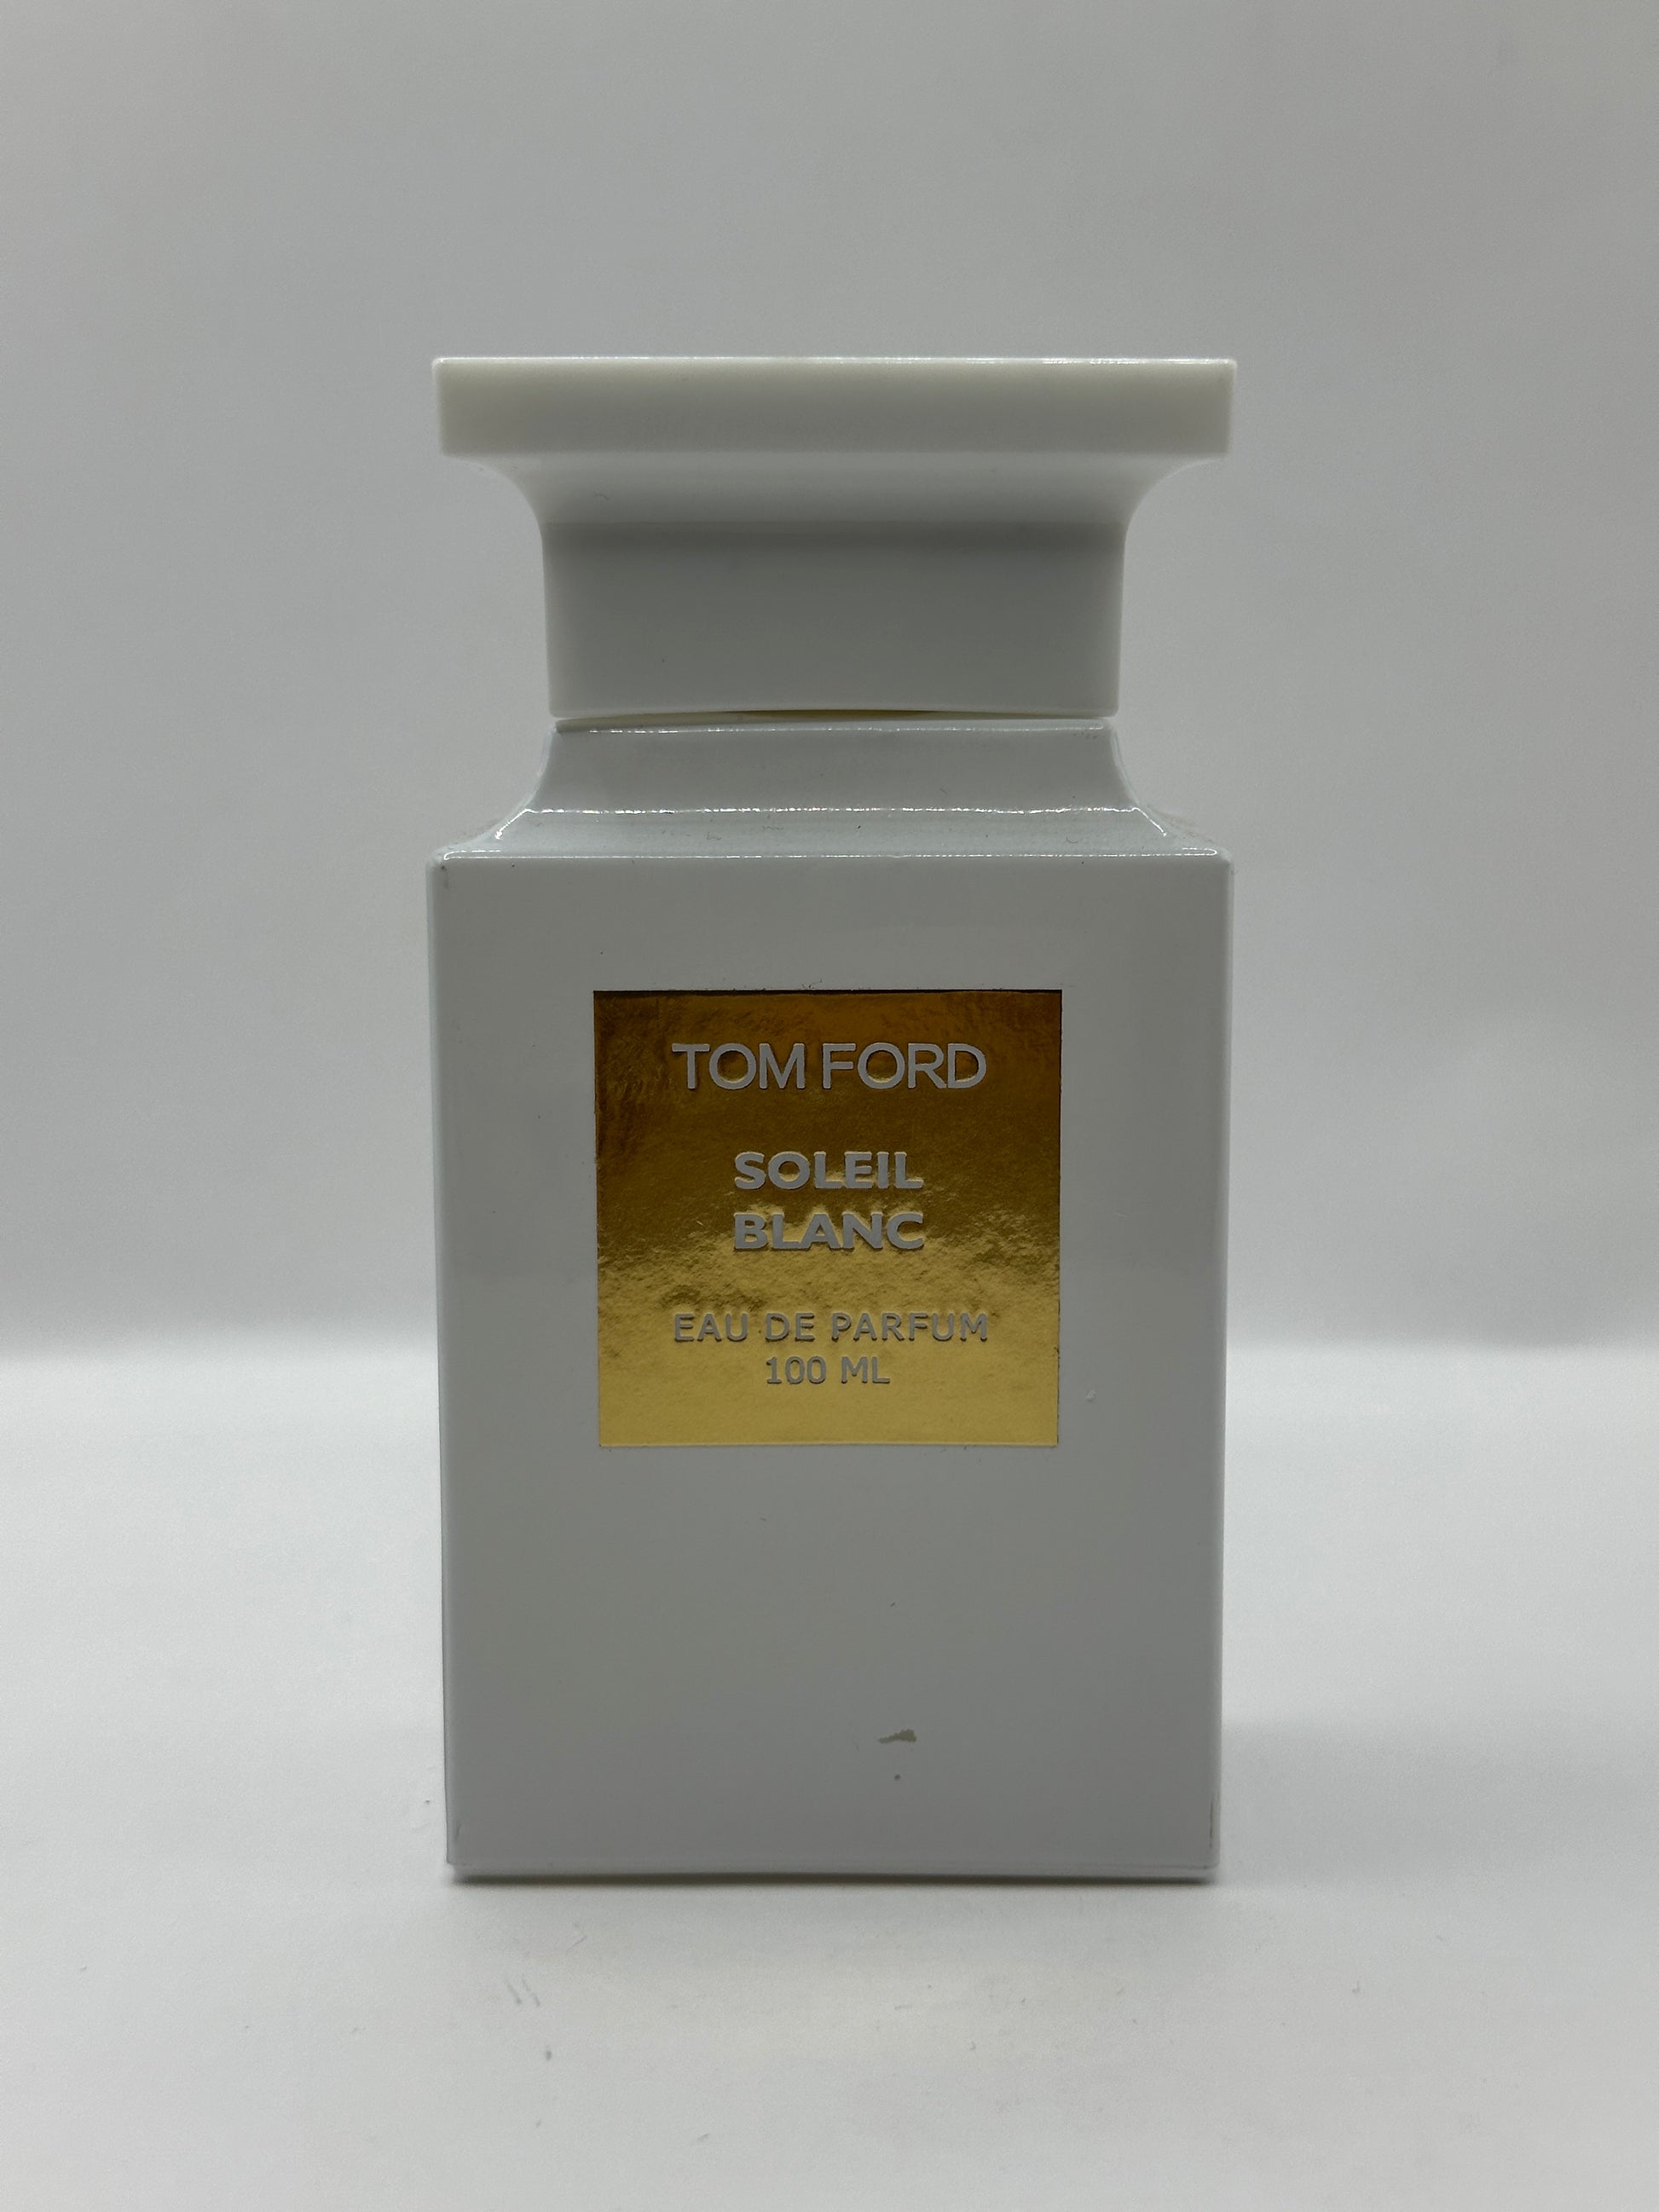 TOM FORD
SOLEIL
BLANC
EAU DE PARFUM
100 ML